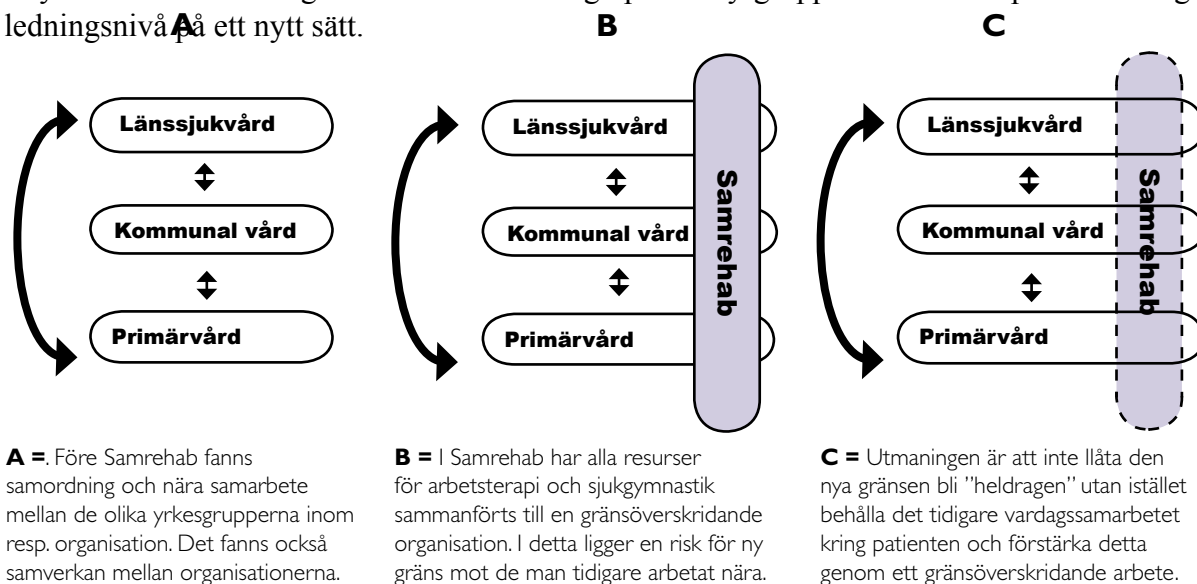 ledningsnivå på ett nytt sätt.
A
B
C
Länssjukvård
Kommunal vård
Primärvård
Länssjukvård
Kommunal vård
Primärvård
Samrehab
Länssjukvård
Kommunal vård
Primärvård
Samrehab
A =. Före Samrehab fanns
samordning och nära samarbete
mellan de olika yrkesgrupperna inom
resp. organisation. Det fanns också
samverkan mellan organisationerna.
B = I Samrehab har alla resurser
för arbetsterapi och sjukgymnastik
sammanförts till en gränsöverskridande
organisation. I detta ligger en risk för ny
gräns mot de man tidigare arbetat nära.
C = Utmaningen är att inte llåta den
nya gränsen bli ”heldragen” utan istället
behålla det tidigare vardagssamarbetet
kring patienten och förstärka detta
genom ett gränsöverskridande arbete.